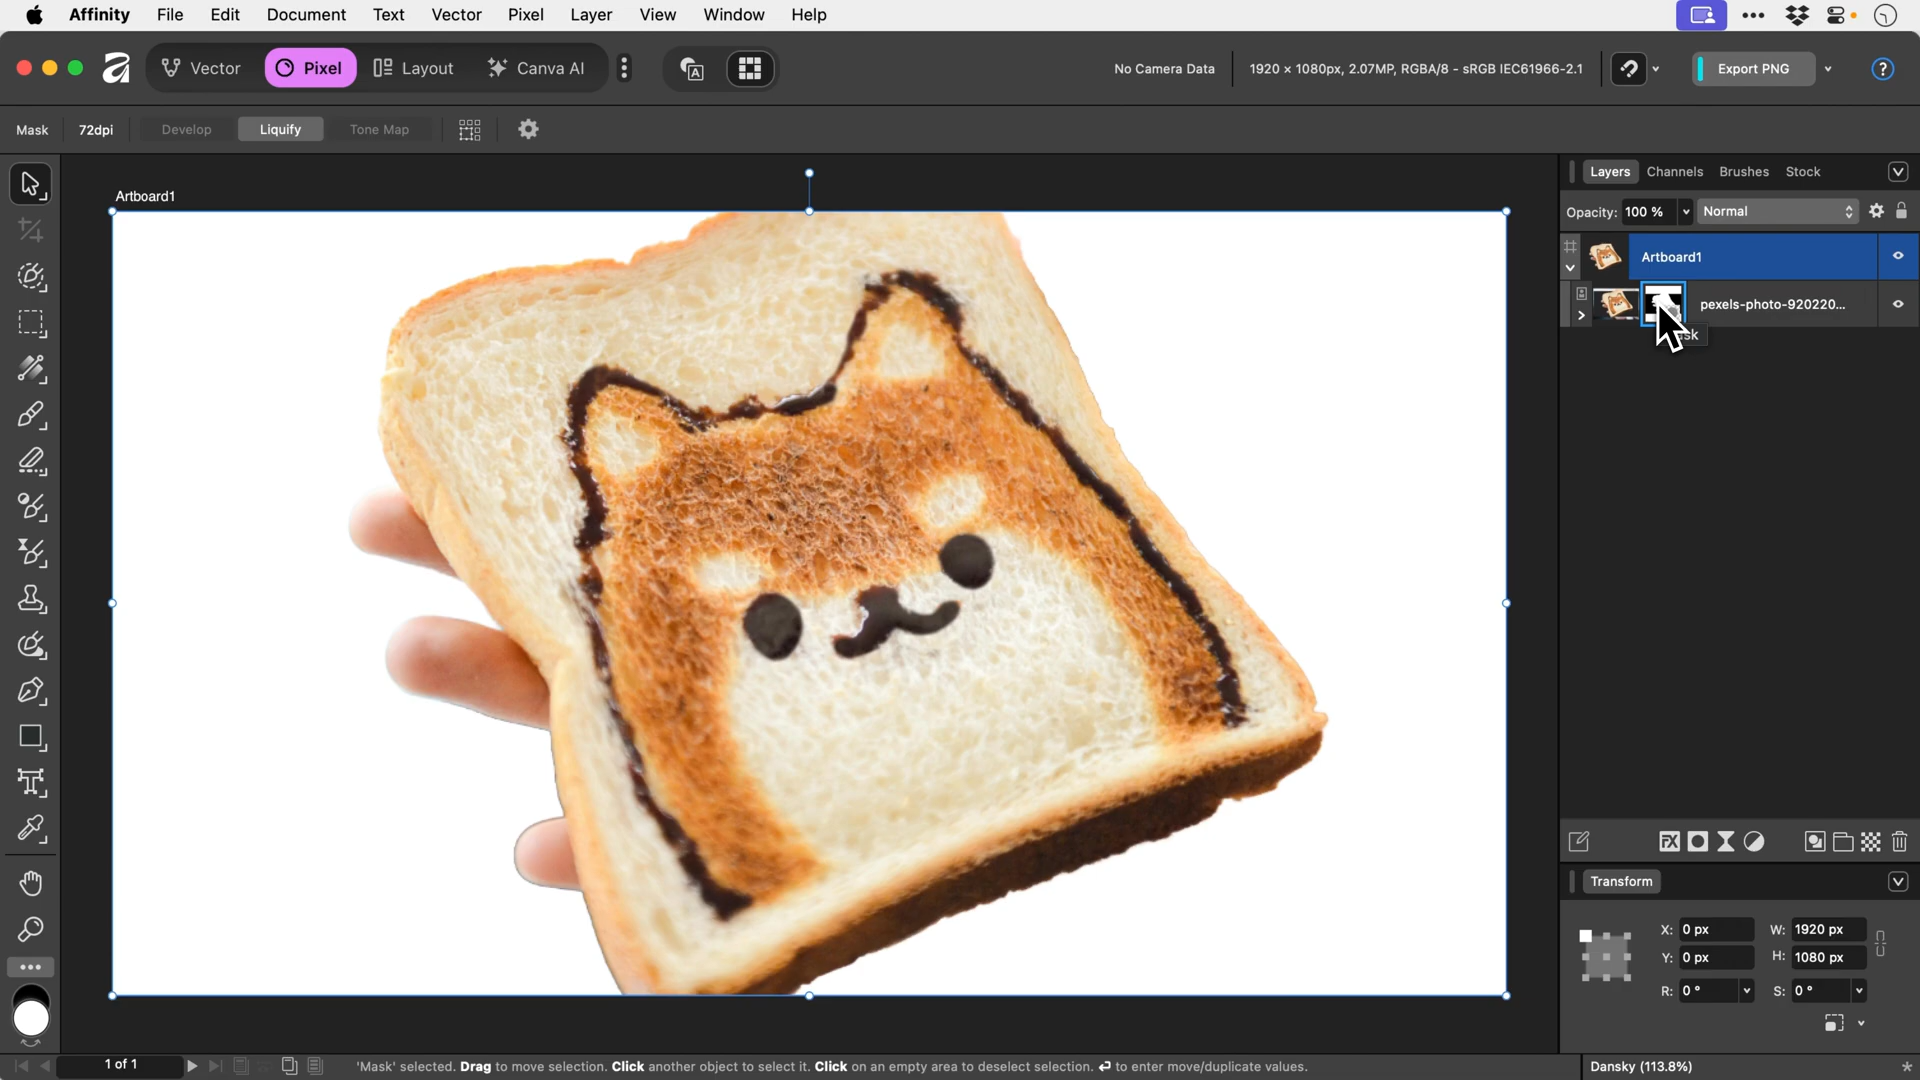 Affinity File Edit Document Text Vector Pixel Layer View Window Help
Vector Pixel Layout Canva AI
No Camera Data 1920 × 1080px, 2.07MP, RGBA/8 - sRGB IEC61966-2.1 Export PNG ?
Mask 72dpi Develop Liquify Tone Map
Layers Channels Brushes Stock
Artboard1
Opacity: 100 % Normal
Artboard1
pexels-photo-920220...
FX
Transform
X: 0 px W: 1920 px
Y: 0 px H: 1080 px
R: 0 ° S: 0 °
1 of 1 'Mask' selected. Drag to move selection. Click another object to select it. Click on an empty area to deselect selection. ↵ to enter move/duplicate values. Dansky (113.8%)